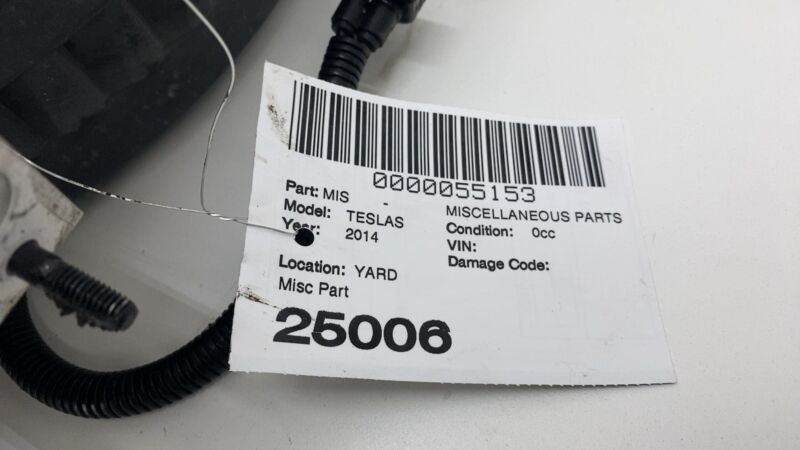 0000055153
Part: MIS -
MISCELLANEOUS PARTS
Model: TESLAS
Condition: 0cc
Year: 2014
VIN:
Damage Code:
Location: YARD
Misc Part
25006